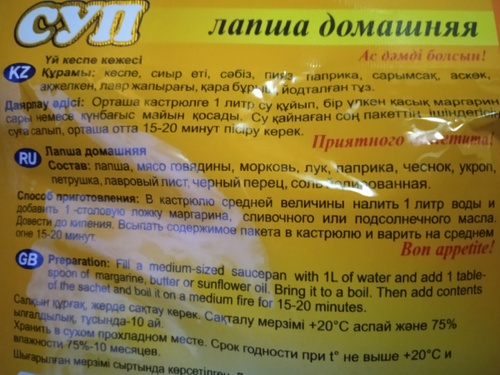 СУП лапша домашняя
Үй кеспе көжесі
Ас дәмді болсын!
KZ Құрамы: кеспе, сиыр еті, сәбіз, пияз, паприка, сарымсақ, аскөк,
ақжелкен, лавр жапырағы, қара бұрыш, йодталған тұз.
Даярлау әдісі: Орташа кастрюлге 1 литр су құйып, бір үлкен касық маргарин
сары немесе күнбағыс майын қосады. Су қайнаған соң пакеттің ішіндегісін
суға салып, орташа отта 15-20 минут пісіру керек.
Приятного аппетита!
RU Лапша домашняя
Состав: лапша, мясо говядины, морковь, лук, паприка, чеснок, укроп,
петрушка, лавровый лист, черный перец, соль йодированная.
Способ приготовления: В кастрюлю средней величины налить 1 литр воды и
добавить 1 -столовую ложку маргарина, сливочного или подсолнечного масла
Довести до кипения. Всыпать содержимое пакета в кастрюлю и варить на среднем
огне 15-20 минут.
Bon appetite!
GB Preparation: Fill a medium-sized saucepan with 1L of water and add 1 table-
spoon of margarine, butter or sunflower oil. Bring it to a boil. Then add contents
of the sachet and boil it on a medium fire for 15-20 minutes.
Салқын құрғақ, жерде сақтау керек. Сақталу мерзімі +20°C аспай және 75%
ылғалдылық, тұсында-10 ай.
Хранить в сухом прохладном месте. Срок годности при t° не выше +20°C и
влажности 75%-10 месяцев.
Шығарылған мерзімі сыртында көрсетілген.